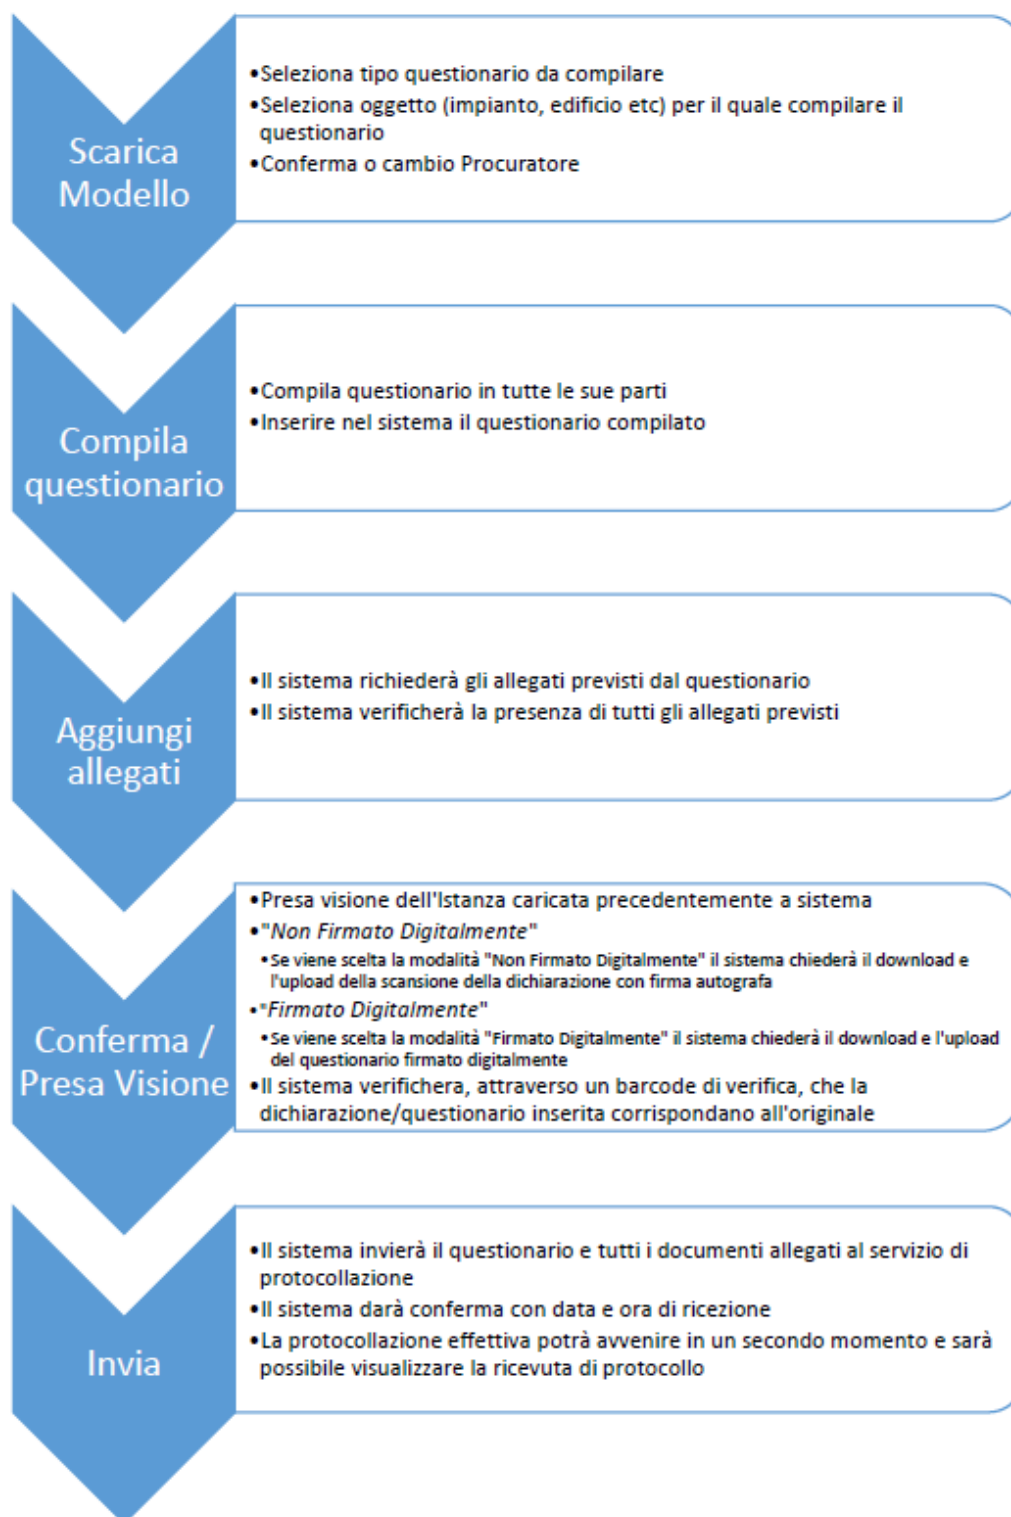 Scarica
Modello
•Seleziona tipo questionario da compilare
•Seleziona oggetto (impianto, edificio etc) per il quale compilare il
questionario
•Conferma o cambio Procuratore
Compila
questionario
•Compila questionario in tutte le sue parti
•Inserire nel sistema il questionario compilato
Aggiungi
allegati
•Il sistema richiederà gli allegati previsti dal questionario
•Il sistema verificherà la presenza di tutti gli allegati previsti
Conferma /
Presa Visione
•Presa visione dell'Istanza caricata precedentemente a sistema
•"Non Firmato Digitalmente"
•Se viene scelta la modalità "Non Firmato Digitalmente" il sistema chiederà il download e
l'upload della scansione della dichiarazione con firma autografa
•"Firmato Digitalmente"
•Se viene scelta la modalità "Firmato Digitalmente" il sistema chiederà il download e l'upload
del questionario firmato digitalmente
•Il sistema verifichera, attraverso un barcode di verifica, che la
dichiarazione/questionario inserita corrispondano all'originale
Invia
•Il sistema invierà il questionario e tutti i documenti allegati al servizio di
protocollazione
•Il sistema darà conferma con data e ora di ricezione
•La protocollazione effettiva potrà avvenire in un secondo momento e sarà
possibile visualizzare la ricevuta di protocollo